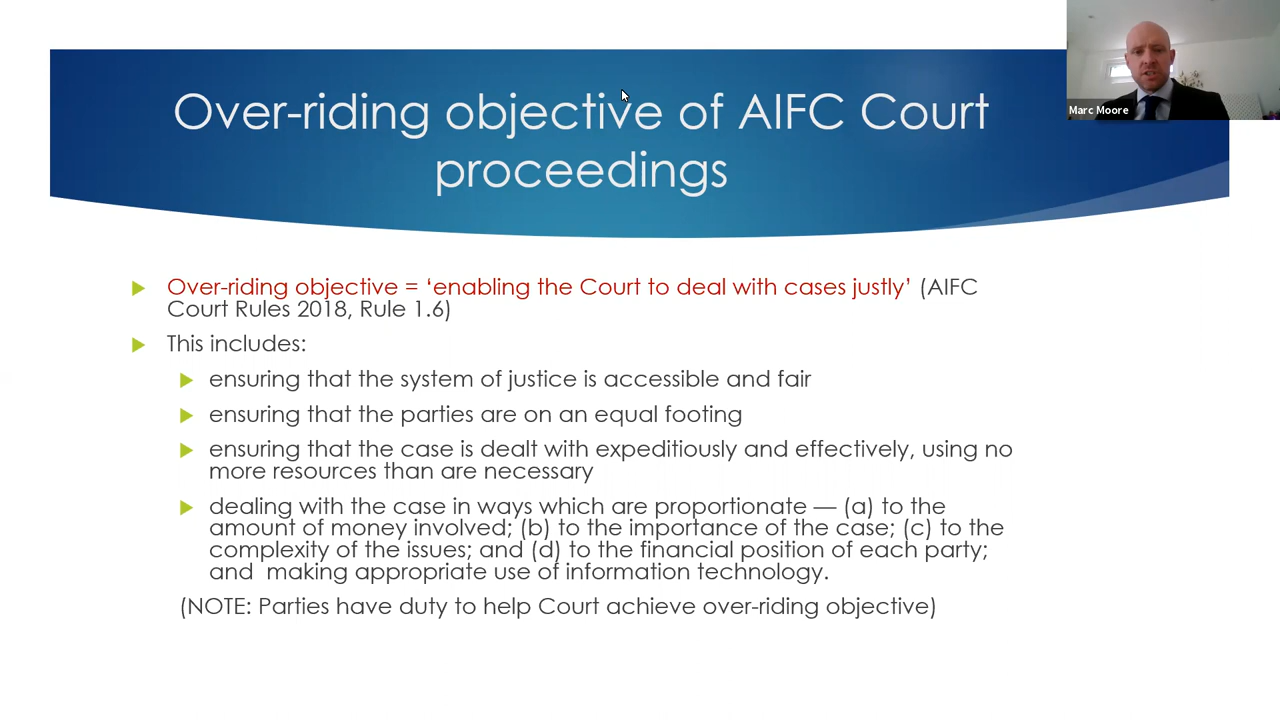 Over-riding objective of AIFC Court
proceedings
Marc Moore
Over-riding objective = ‘enabling the Court to deal with cases justly’ (AIFC
Court Rules 2018, Rule 1.6)
This includes:
ensuring that the system of justice is accessible and fair
ensuring that the parties are on an equal footing
ensuring that the case is dealt with expeditiously and effectively, using no
more resources than are necessary
dealing with the case in ways which are proportionate — (a) to the
amount of money involved; (b) to the importance of the case; (c) to the
complexity of the issues; and (d) to the financial position of each party;
and  making appropriate use of information technology.
(NOTE: Parties have duty to help Court achieve over-riding objective)